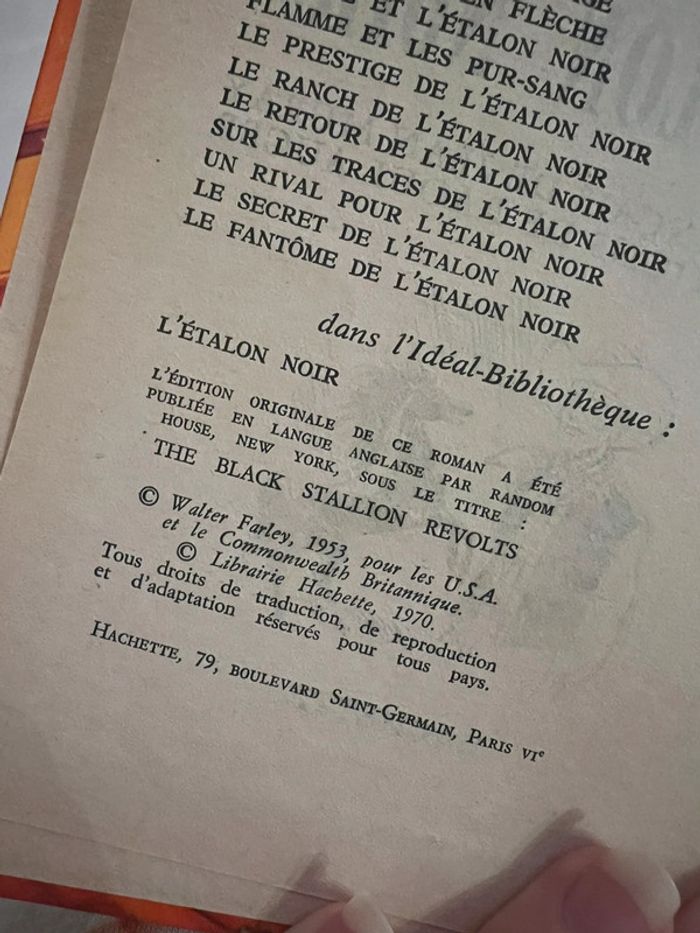 EN FLÈCHE
ET L'ÉTALON NOIR
FLAMME ET LES PUR-SANG
LE PRESTIGE DE L'ÉTALON NOIR
LE RANCH DE L'ÉTALON NOIR
LE RETOUR DE L'ÉTALON NOIR
SUR LES TRACES DE L'ÉTALON NOIR
UN RIVAL POUR L'ÉTALON NOIR
LE SECRET DE L'ÉTALON NOIR
LE FANTÔME DE L'ÉTALON NOIR
dans l'Idéal-Bibliothèque :
L'ÉTALON NOIR
L'ÉDITION ORIGINALE DE CE ROMAN A ÉTÉ
PUBLIÉE EN LANGUE ANGLAISE PAR RANDOM
HOUSE, NEW YORK, SOUS LE TITRE :
THE BLACK STALLION REVOLTS
© Walter Farley, 1953, pour les U.S.A.
et le Commonwealth Britannique.
© Librairie Hachette, 1970.
Tous droits de traduction, de reproduction
et d'adaptation réservés pour tous pays.
HACHETTE, 79, BOULEVARD SAINT-GERMAIN, PARIS VIe